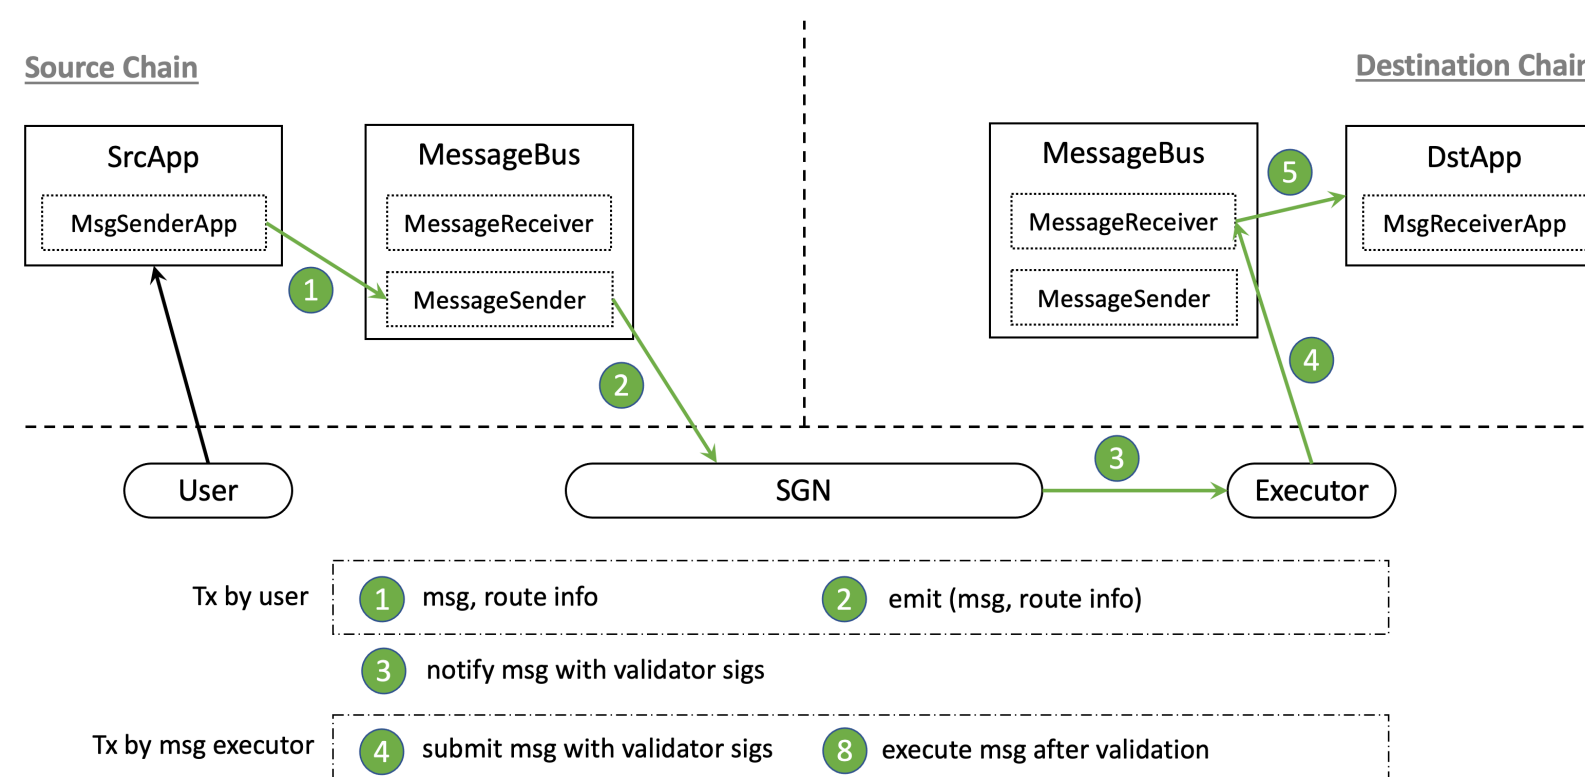 Source Chain
Destination Chain
SrcApp
MsgSenderApp
MessageBus
MessageReceiver
MessageSender
MessageBus
MessageReceiver
MessageSender
DstApp
MsgReceiverApp
1
2
3
4
5
User
SGN
Executor
Tx by user
1 msg, route info
2 emit (msg, route info)
3 notify msg with validator sigs
Tx by msg executor
4 submit msg with validator sigs
8 execute msg after validation